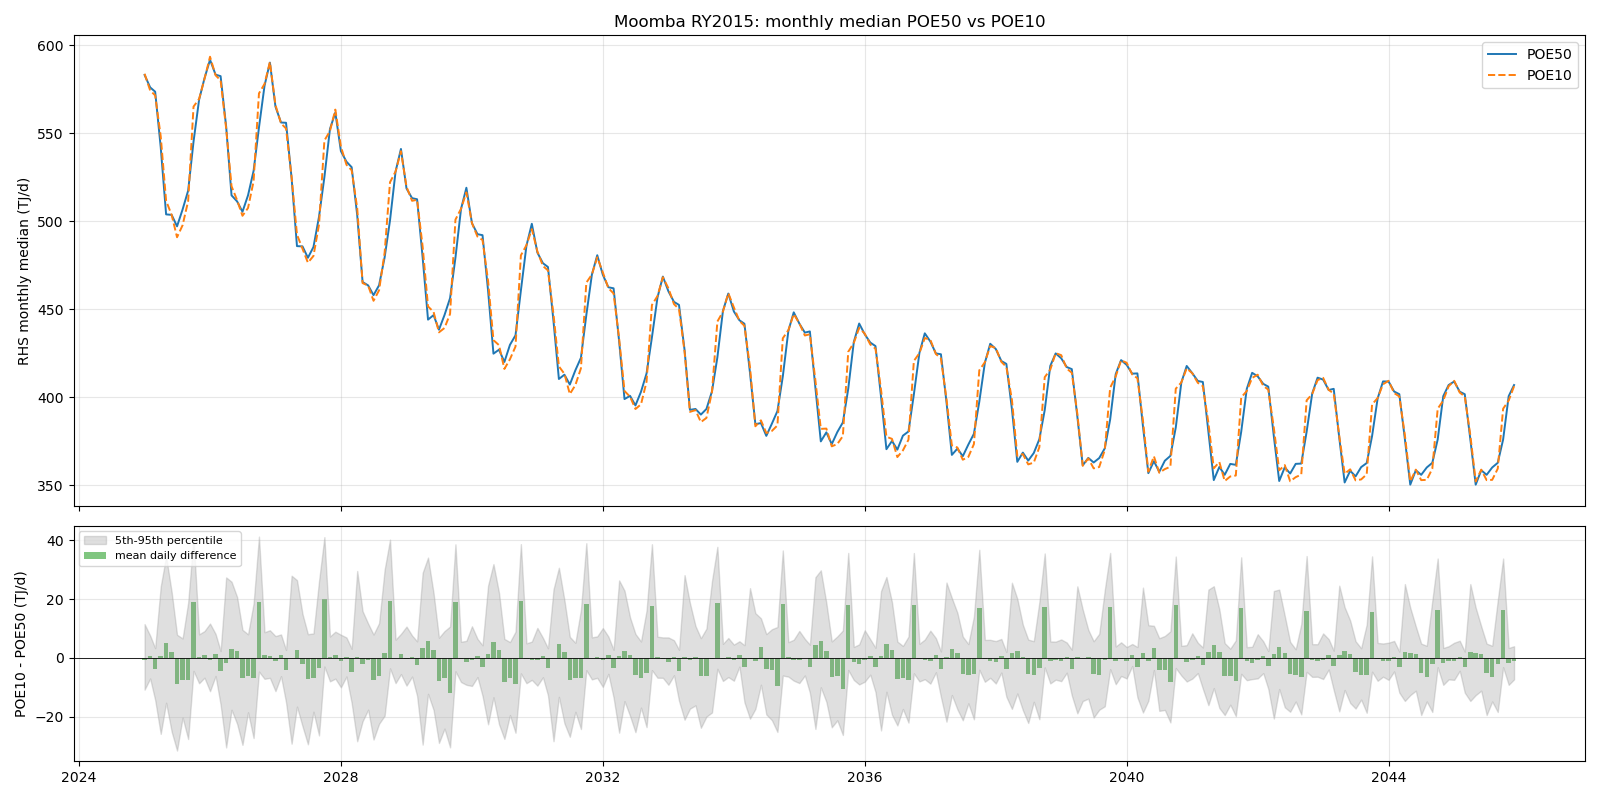 Moomba RY2015: monthly median POE50 vs POE10
RHS monthly median (TJ/d)
600
550
500
450
400
350
POE50
POE10
POE10 - POE50 (TJ/d)
40
20
0
−20
5th-95th percentile
mean daily difference
2024
2028
2032
2036
2040
2044